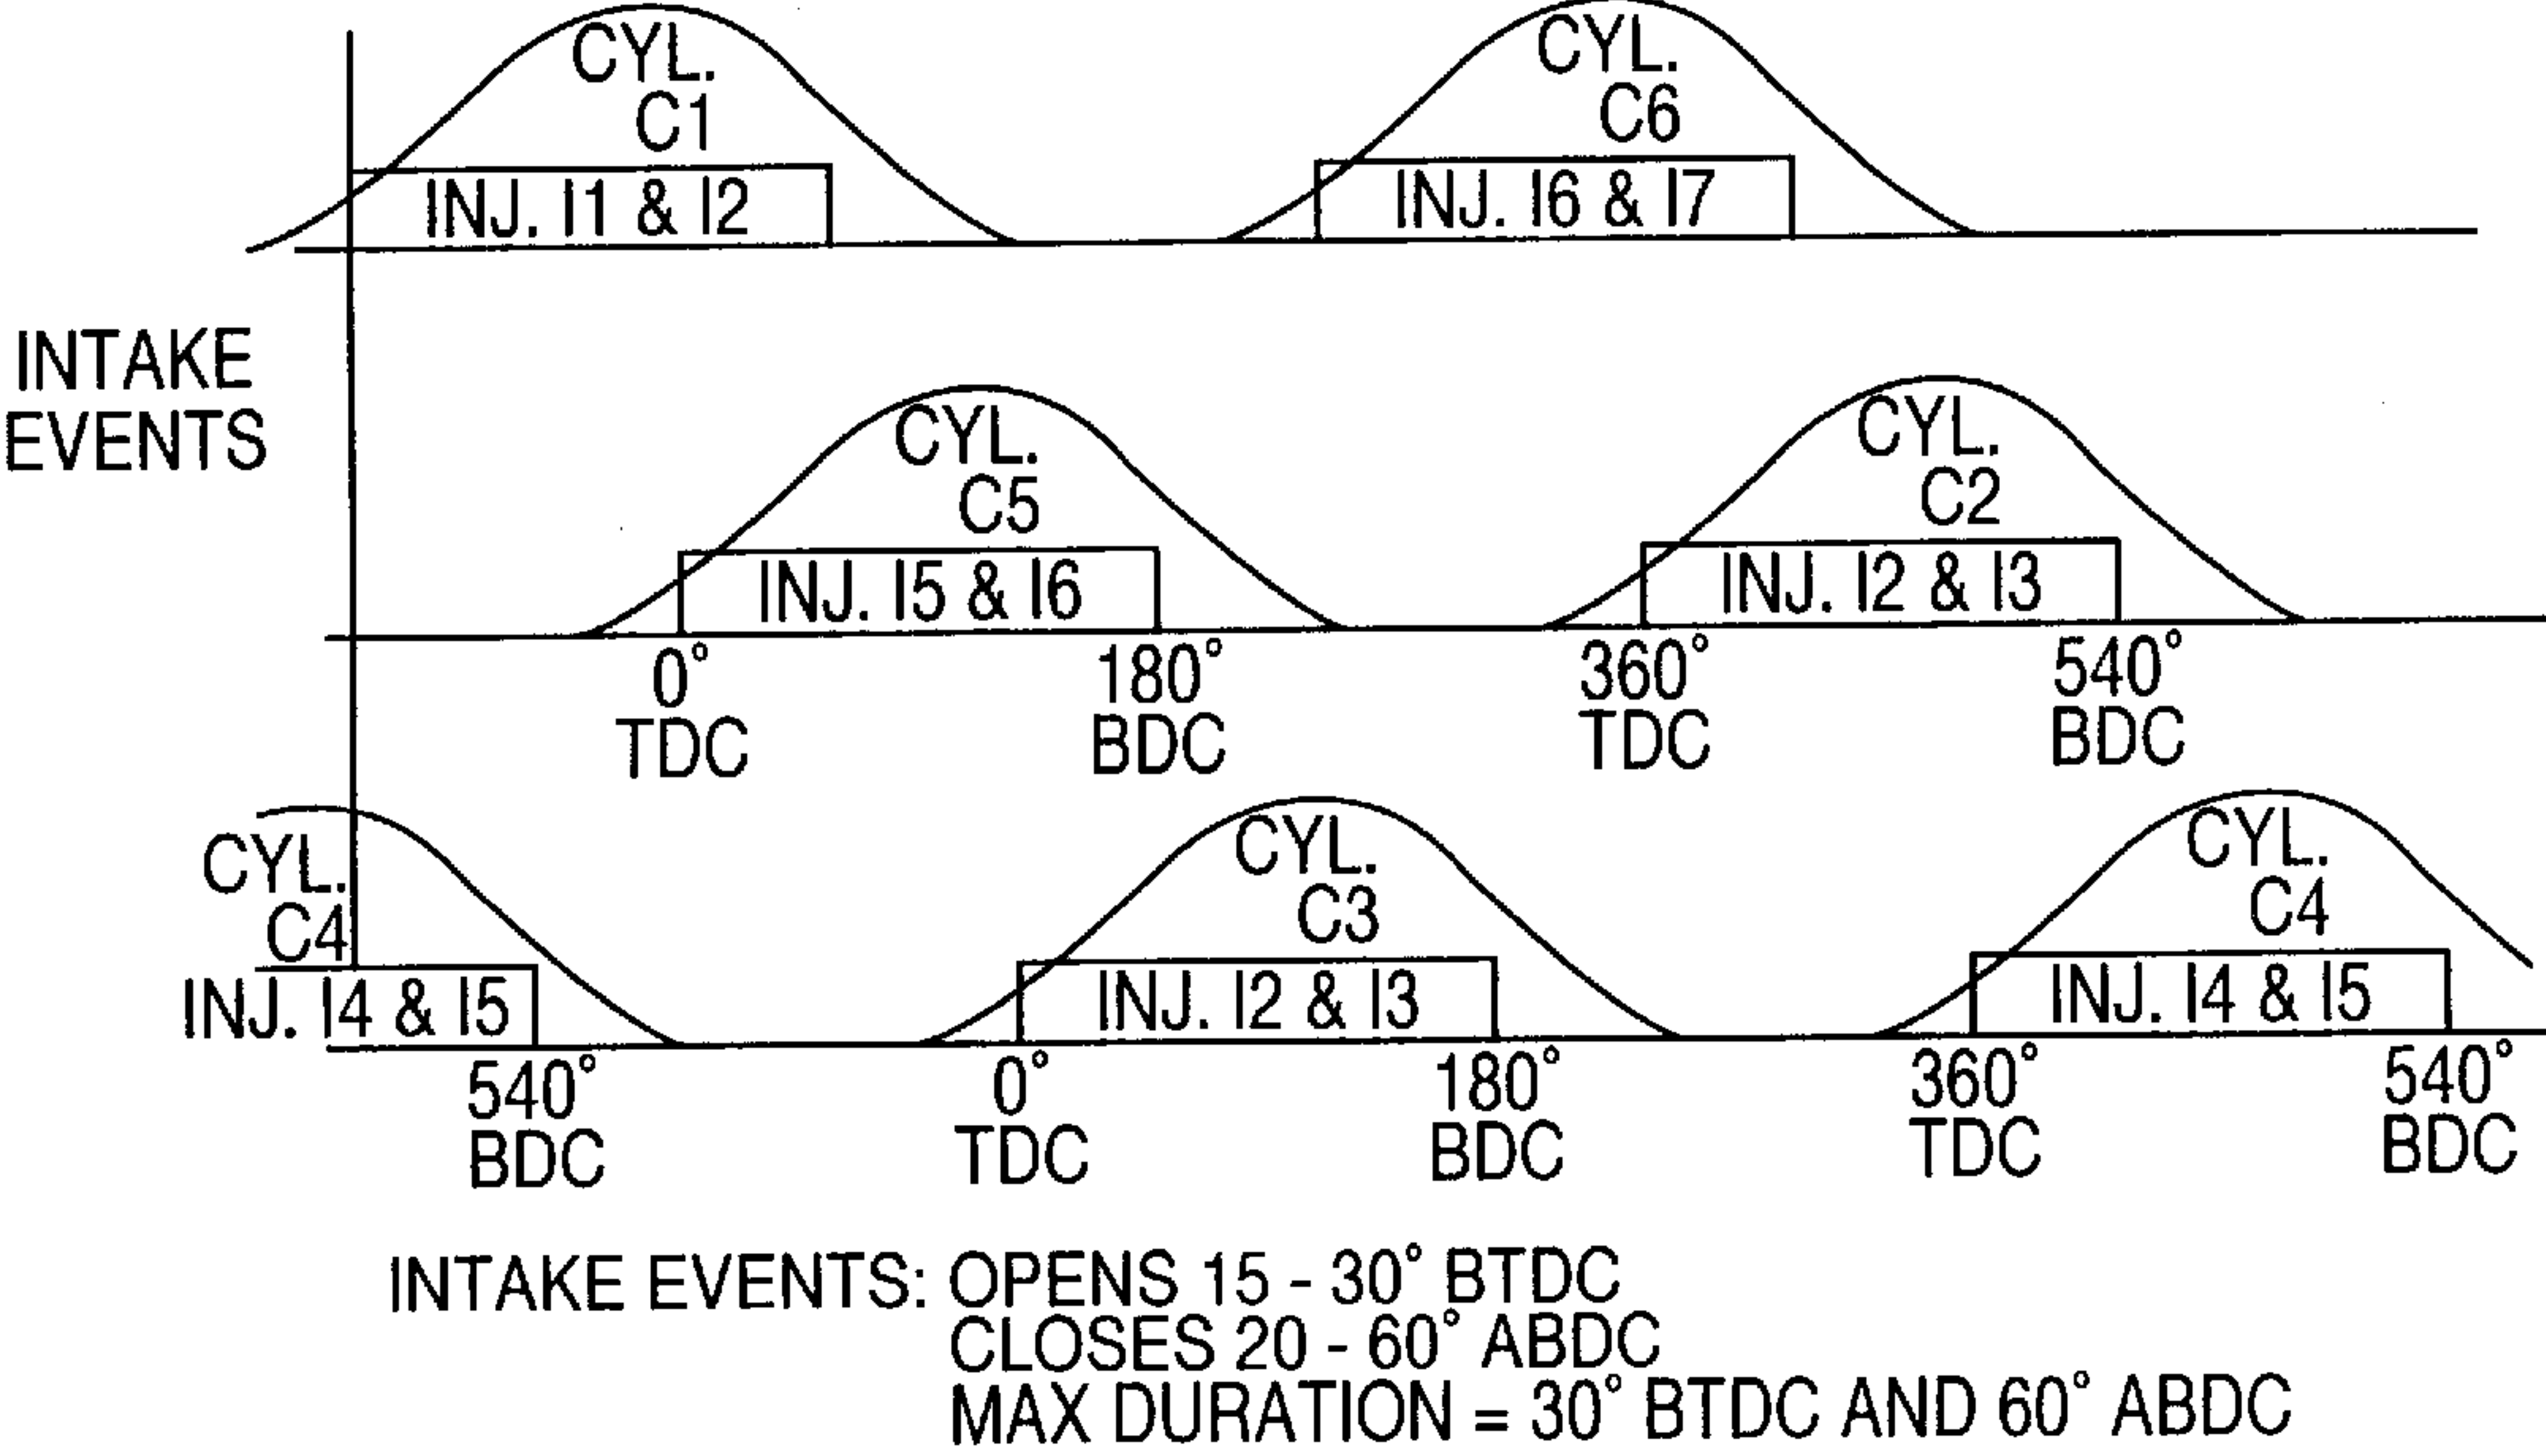 CYL.
C1
INJ. I1 & I2
CYL.
C6
INJ. I6 & I7
INTAKE
EVENTS
CYL.
C5
INJ. I5 & I6
CYL.
C2
INJ. I2 & I3
0°
TDC
180°
BDC
360°
TDC
540°
BDC
CYL.
C4
INJ. I4 & I5
CYL.
C3
INJ. I2 & I3
CYL.
C4
INJ. I4 & I5
540°
BDC
0°
TDC
180°
BDC
360°
TDC
540°
BDC
INTAKE EVENTS: OPENS 15 - 30° BTDC
CLOSES 20 - 60° ABDC
MAX DURATION = 30° BTDC AND 60° ABDC